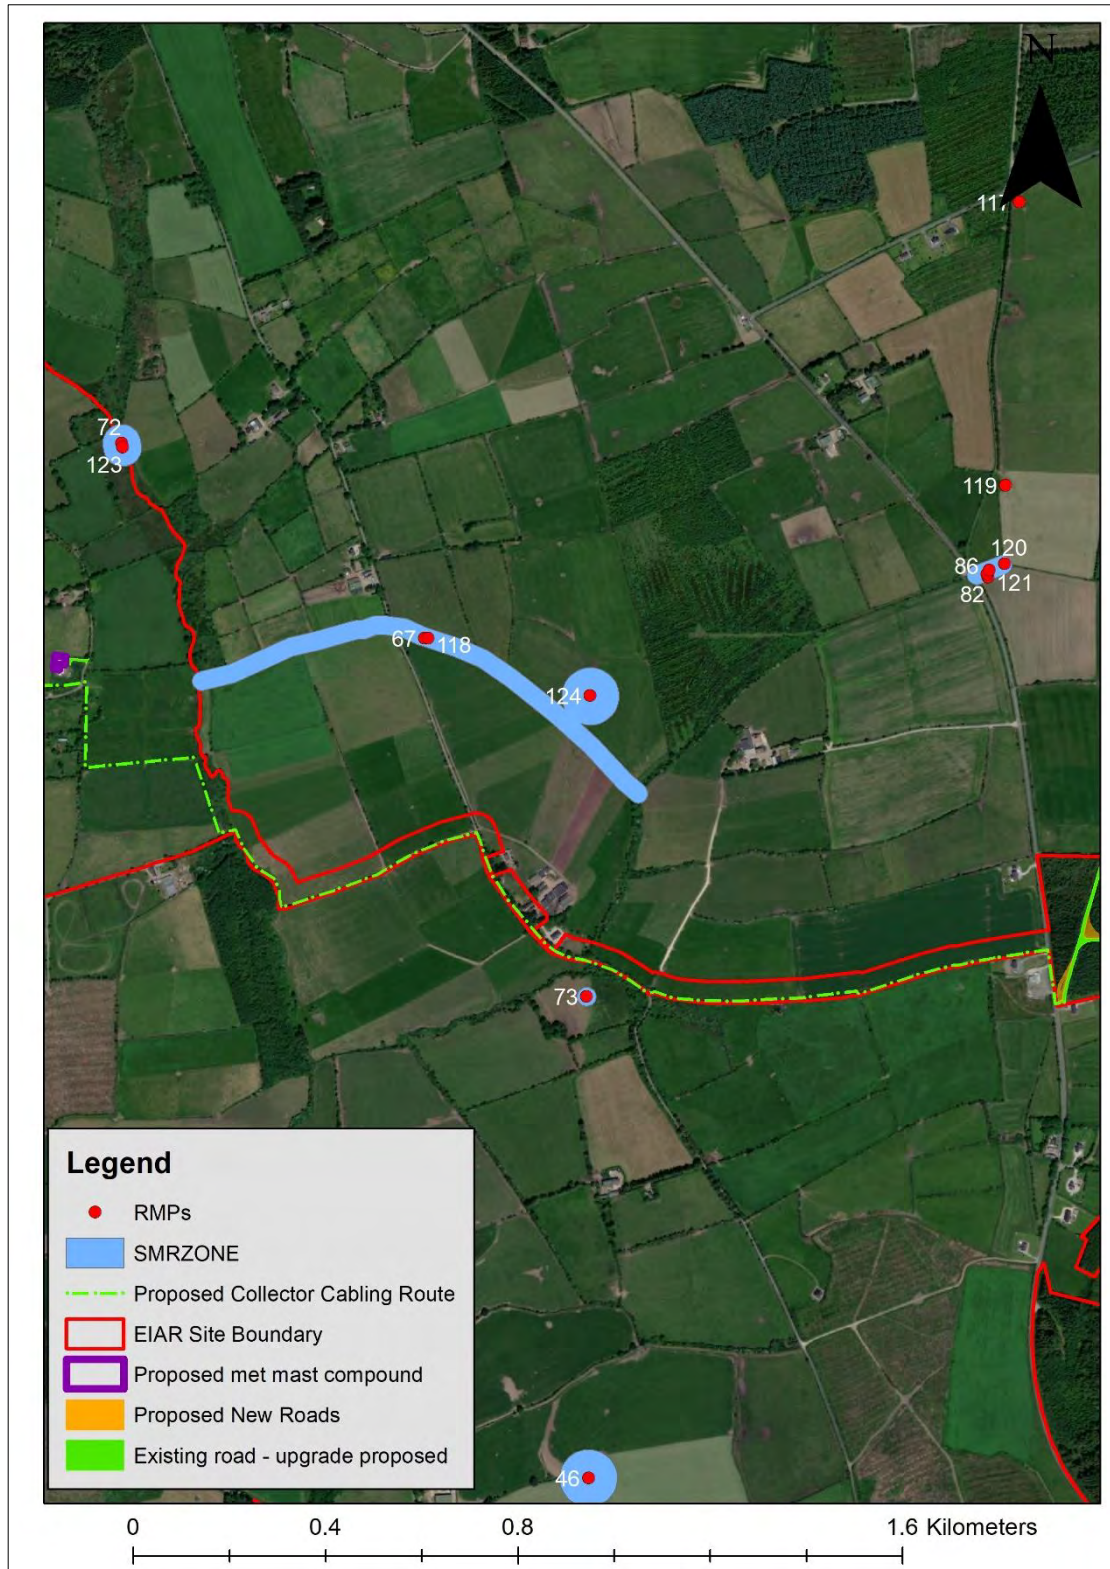 N
117
72
123
119
120
86
121
82
67 118
124
73
Legend
RMPs
SMRZONE
Proposed Collector Cabling Route
EIAR Site Boundary
Proposed met mast compound
Proposed New Roads
Existing road - upgrade proposed
46
0 0.4 0.8 1.6 Kilometers